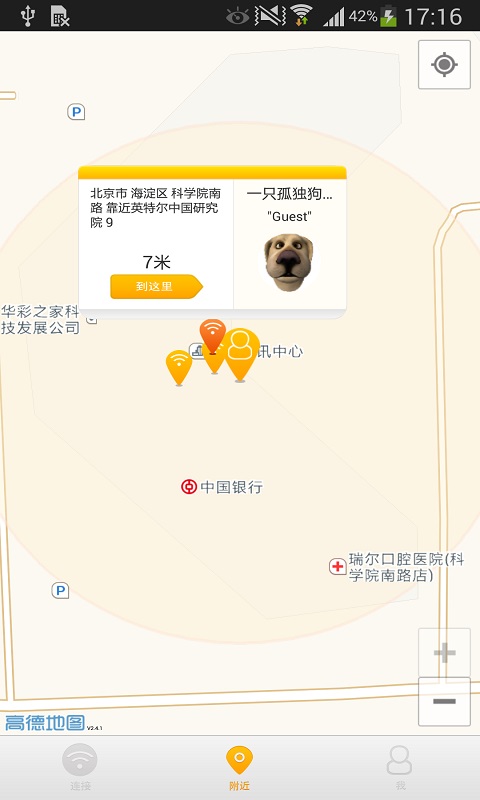 42% 17:16
P
北京市 海淀区 科学院南
路 靠近英特尔中国研究
院 9
7米
到这里
一只孤独狗...
"Guest"
华彩之家科
技发展公司
讯中心
中国银行
瑞尔口腔医院(科
学院南路店)
P
高德地图 V2.4.1
连接
附近
我